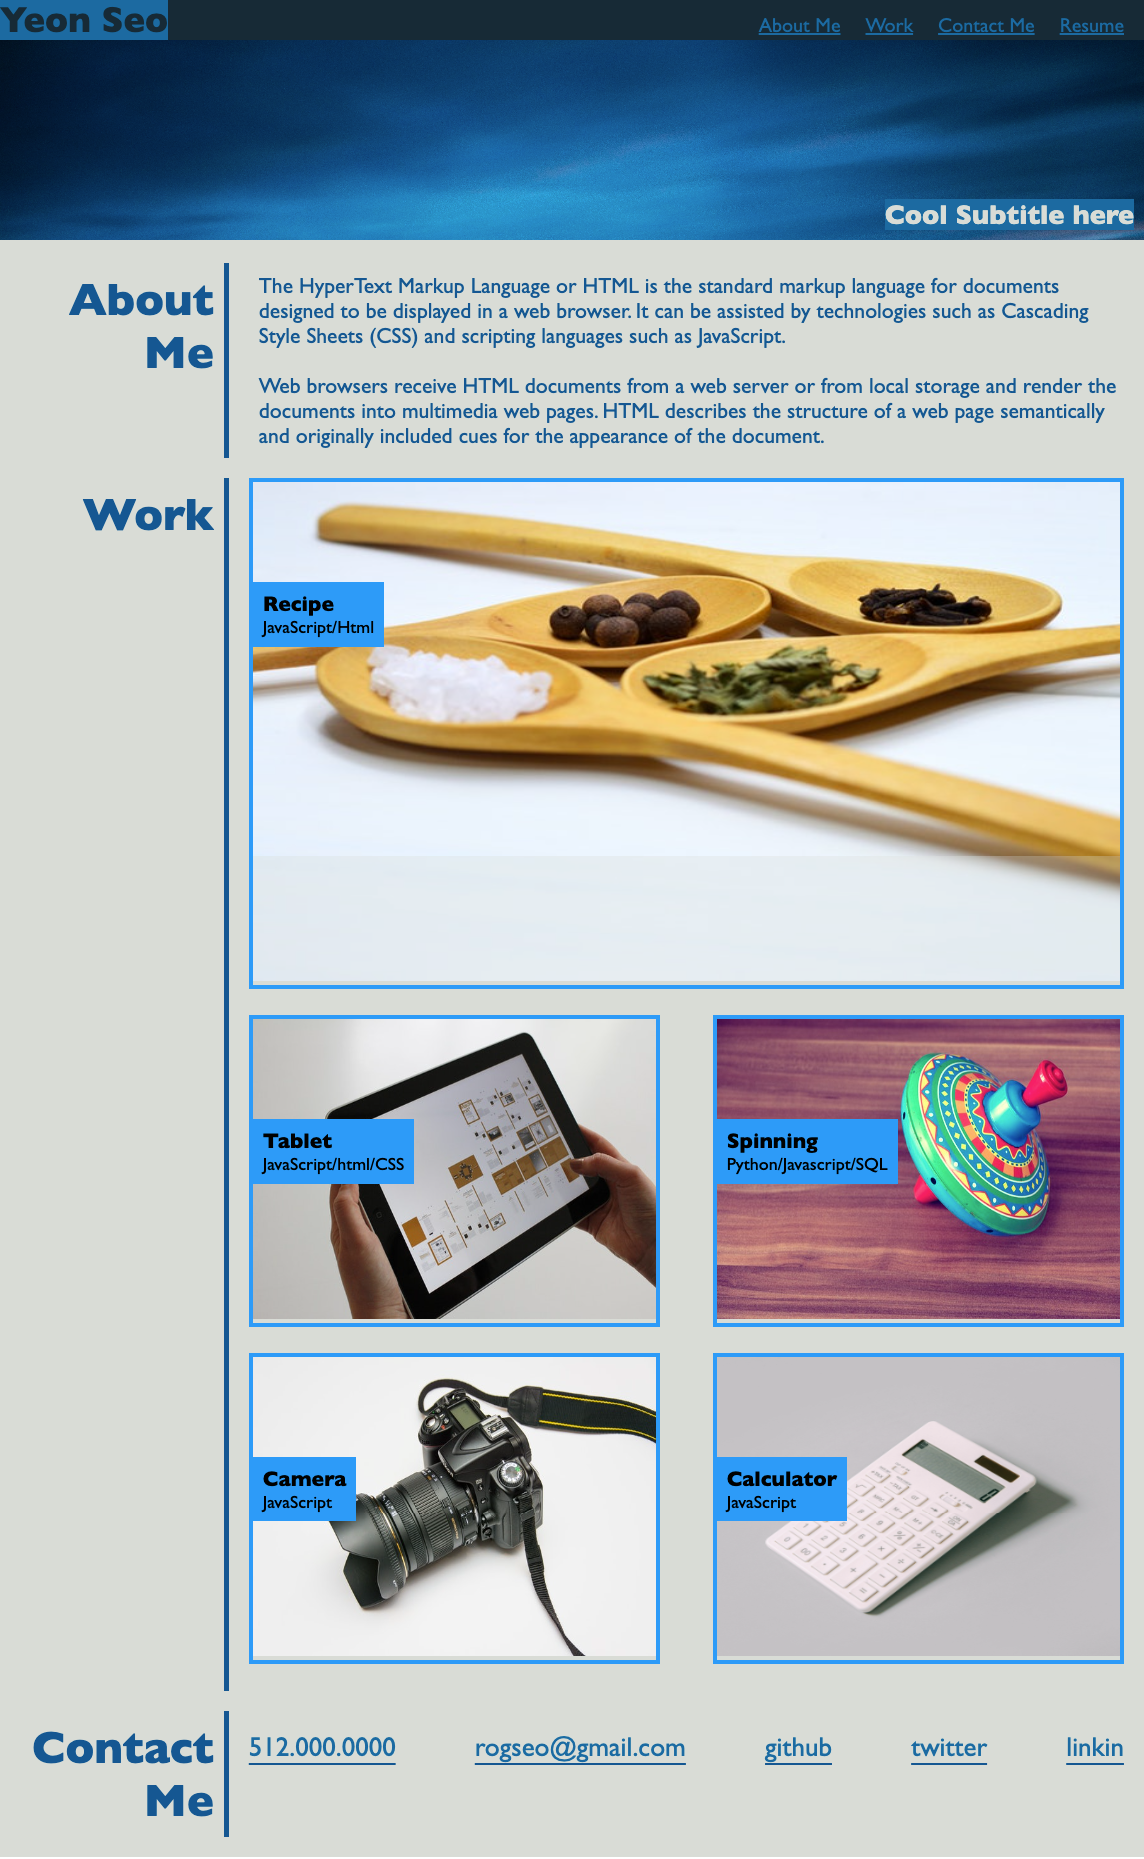 Yeon Seo
About Me
Work
Contact Me
Resume
Cool Subtitle here
About
Me
The HyperText Markup Language or HTML is the standard markup language for documents
designed to be displayed in a web browser. It can be assisted by technologies such as Cascading
Style Sheets (CSS) and scripting languages such as JavaScript.
Web browsers receive HTML documents from a web server or from local storage and render the
documents into multimedia web pages. HTML describes the structure of a web page semantically
and originally included cues for the appearance of the document.
Work
Recipe
JavaScript/Html
Tablet
JavaScript/html/CSS
Spinning
Python/Javascript/SQL
Camera
JavaScript
Calculator
JavaScript
Contact
Me
512.000.0000
rogseo@gmail.com
github
twitter
linkin